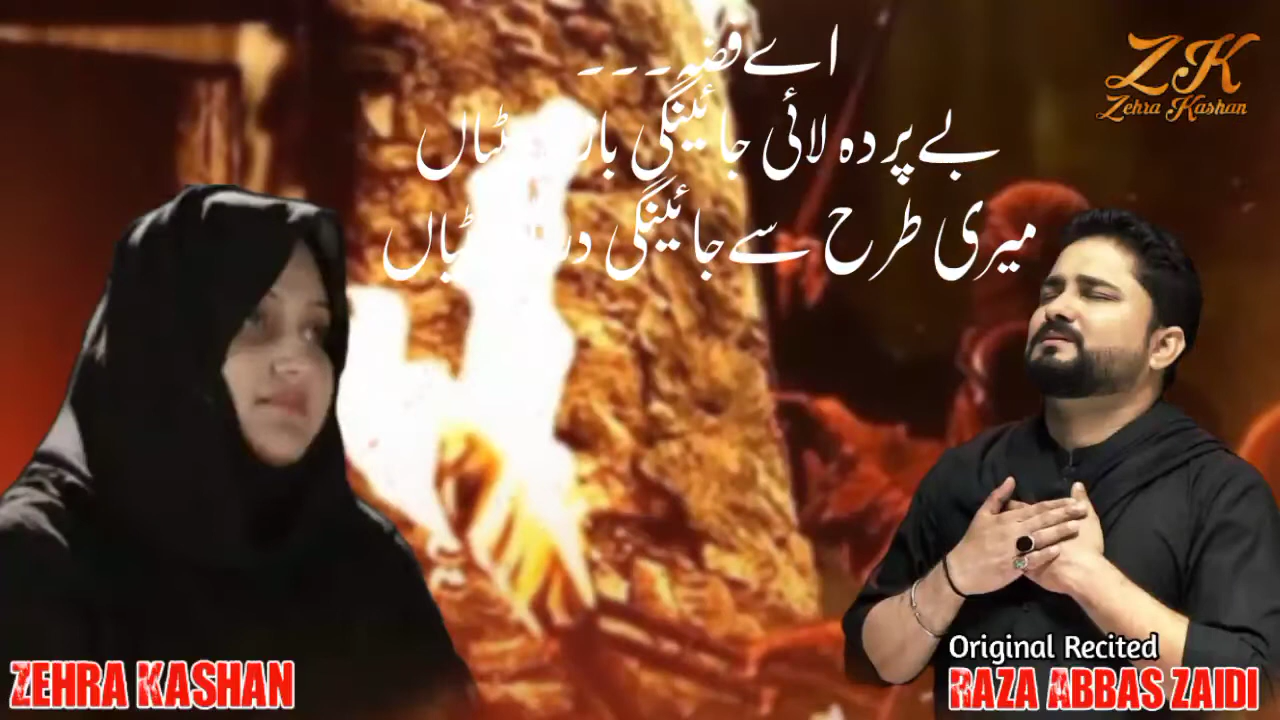 اے فضہ ۔ ۔ ۔
بے پردہ لائی جائینگی
میری طرح سے جائینگی
ZK
Zehra Kashan
ZEHRA KASHAN
Original Recited
RAZA ABBAS ZAIDI